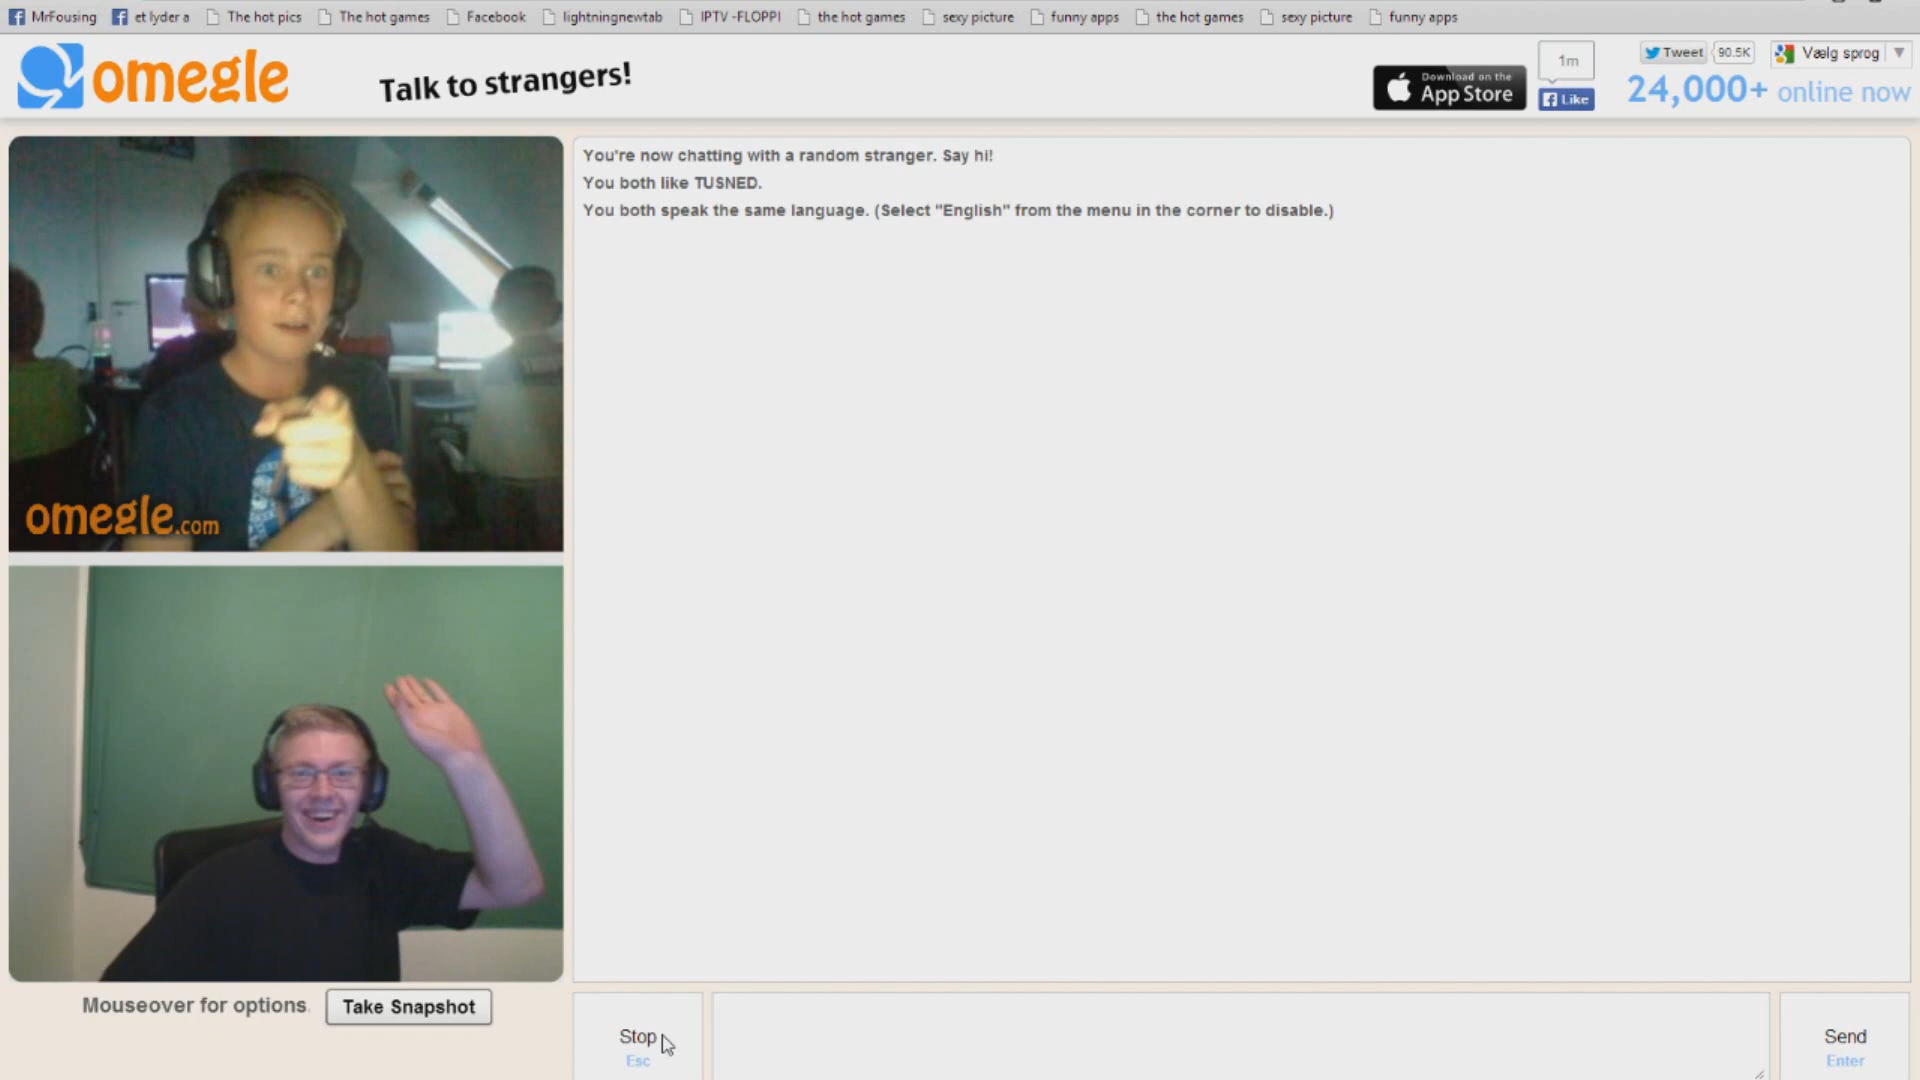 MrFousing et lyder a The hot pics The hot games Facebook lightningnewtab IPTV -FLOPPI the hot games sexy picture funny apps the hot games sexy picture funny apps
omegle
Talk to strangers!
Download on the
App Store
1m
Like
Tweet 90.5K
Vælg sprog
24,000+ online now
omegle.com
You're now chatting with a random stranger. Say hi!
You both like TUSNED.
You both speak the same language. (Select "English" from the menu in the corner to disable.)
Mouseover for options.
Take Snapshot
Stop
Esc
Send
Enter